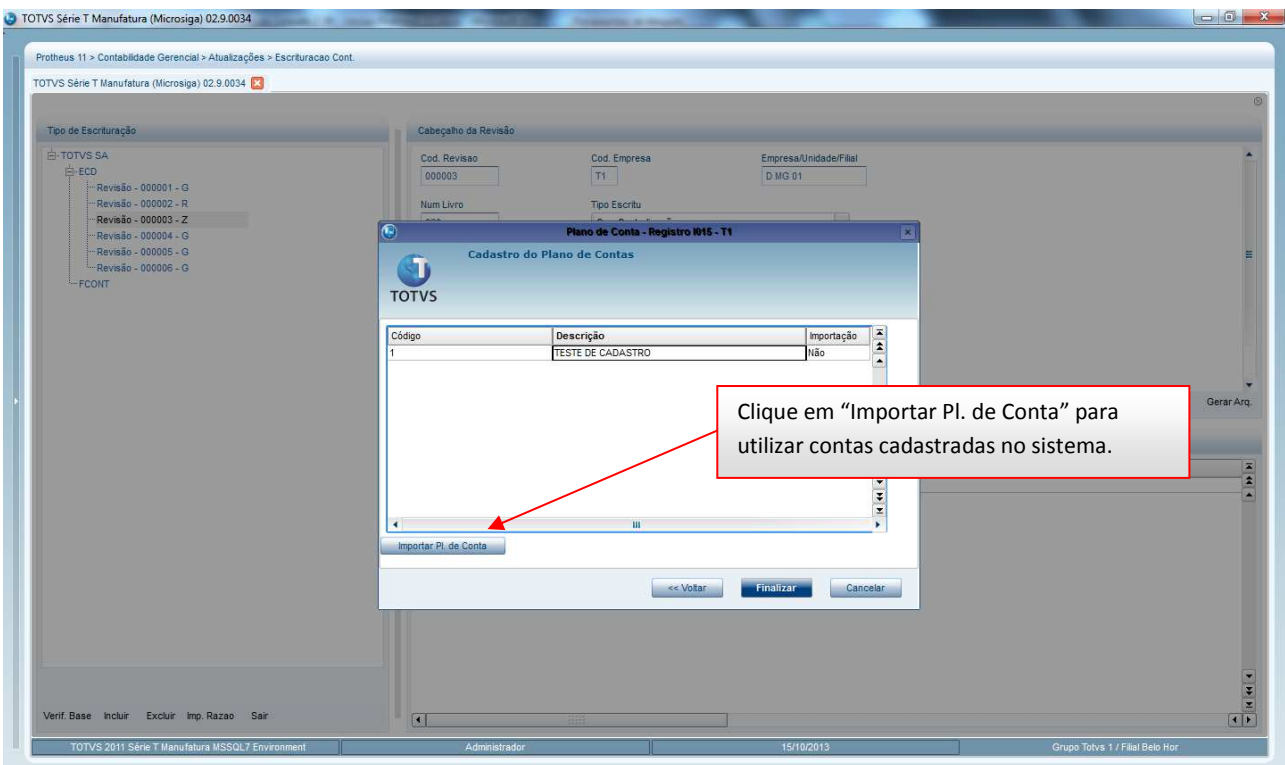 TOTVS Série T Manufatura (Microsiga) 02.9.0034
Protheus 11 > Contabilidade Gerencial > Atualizações > Escrituracao Cont.
TOTVS Série T Manufatura (Microsiga) 02.9.0034
Tipo de Escrituração
TOTVS SA
ECD
Revisão - 000001 - G
Revisão - 000002 - R
Revisão - 000003 - Z
Revisão - 000004 - G
Revisão - 000005 - G
Revisão - 000006 - G
FCONT
Verif. Base Incluir Excluir Imp. Razao Sair
Cabeçalho da Revisão
Cod. Revisao Cod. Empresa Empresa/Unidade/Filial
000003 T1 D MG 01
Num Livro Tipo Escritu
Plano de Conta - Registro I015 - T1
Cadastro do Plano de Contas
TOTVS
Código Descrição Importação
1 TESTE DE CADASTRO Não
Clique em “Importar Pl. de Conta” para
utilizar contas cadastradas no sistema.
Importar Pl. de Conta
<< Voltar Finalizar Cancelar
Gerar Arq.
TOTVS 2011 Série T Manufatura MSSQL7 Environment Administrador 15/10/2013 Grupo Totvs 1 / Filial Belo Hor